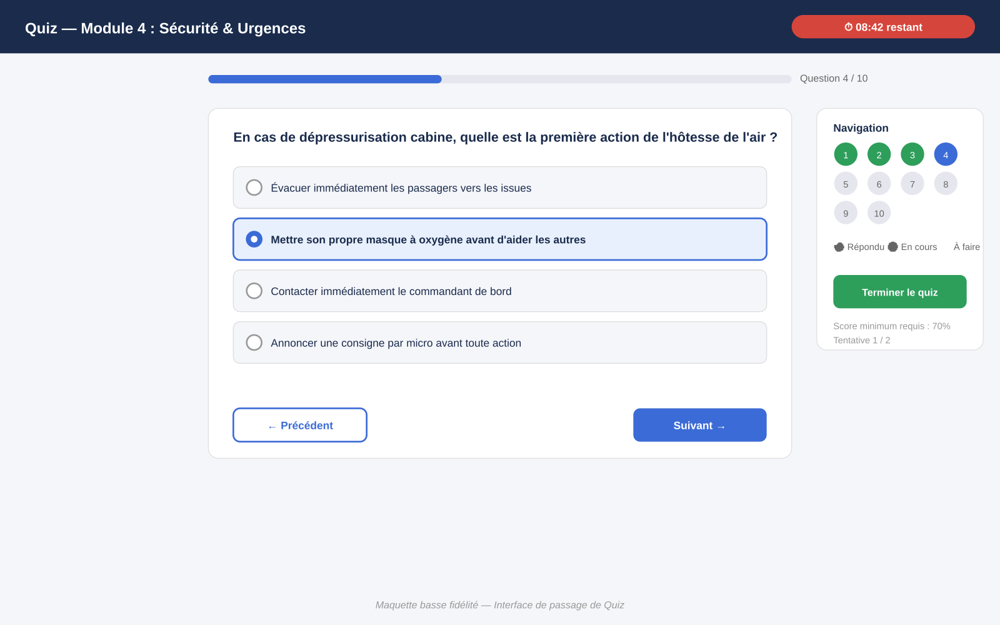 Quiz — Module 4 : Sécurité & Urgences
⏱ 08:42 restant
Question 4 / 10
En cas de dépressurisation cabine, quelle est la première action de l'hôtesse de l'air ?
Évacuer immédiatement les passagers vers les issues
Mettre son propre masque à oxygène avant d'aider les autres
Contacter immédiatement le commandant de bord
Annoncer une consigne par micro avant toute action
← Précédent
Suivant →
Navigation
1 2 3 4
5 6 7 8
9 10
Répondu En cours À faire
Terminer le quiz
Score minimum requis : 70%
Tentative 1 / 2
Maquette basse fidélité — Interface de passage de Quiz